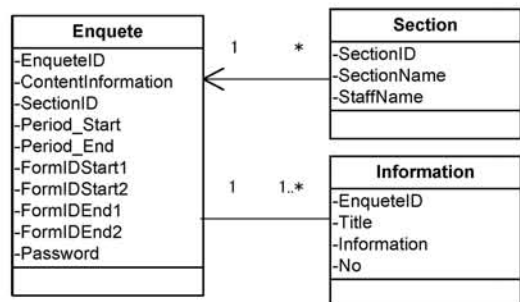 Enquete
-EnqueteID
-ContentInformation
-SectionID
-Period_Start
-Period_End
-FormIDStart1
-FormIDStart2
-FormIDEnd1
-FormIDEnd2
-Password
1 *
1 1..*
Section
-SectionID
-SectionName
-StaffName
Information
-EnqueteID
-Title
-Information
-No